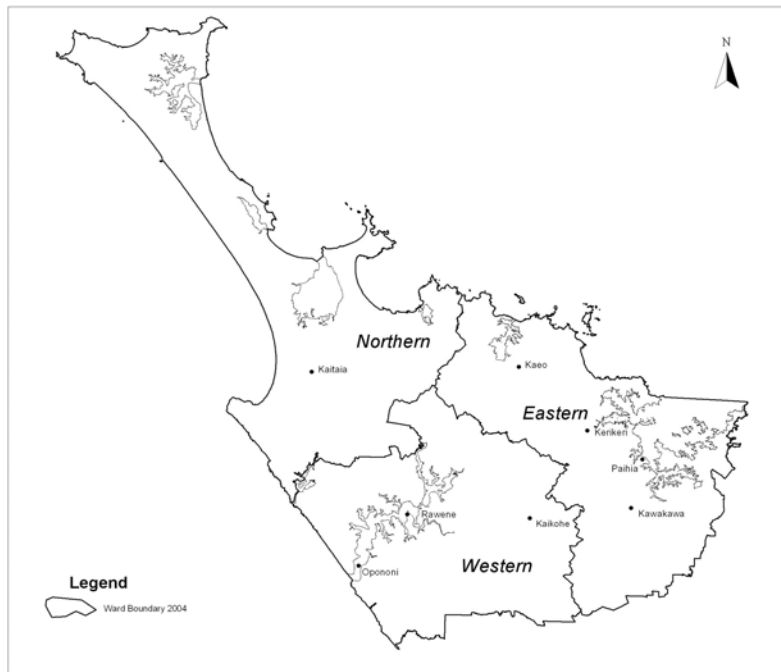 N
Northern
Kaitaia
Kaeo
Eastern
Kerikeri
Paihia
Kawakawa
Rawene
Kaikohe
Opononi
Western
Legend
Ward Boundary 2004